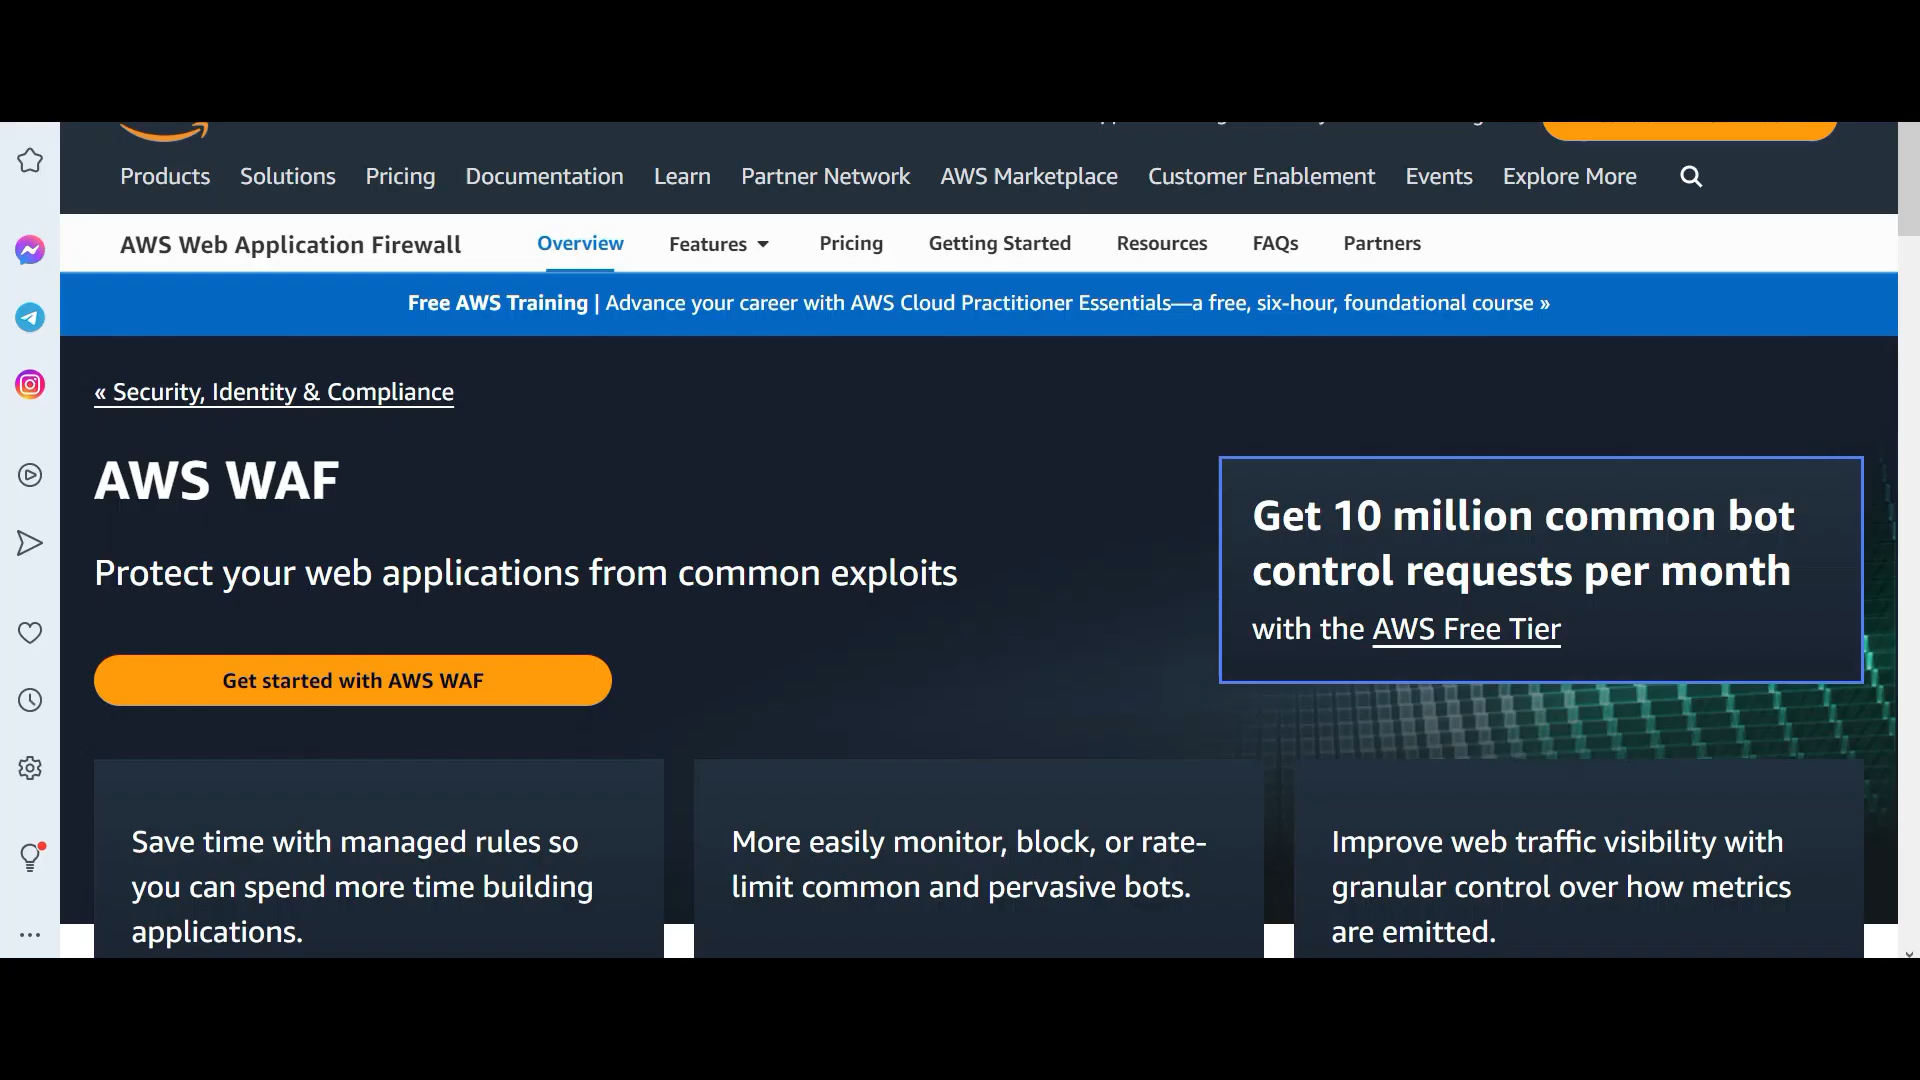 Products Solutions Pricing Documentation Learn Partner Network AWS Marketplace Customer Enablement Events Explore More
AWS Web Application Firewall Overview Features Pricing Getting Started Resources FAQs Partners
Free AWS Training | Advance your career with AWS Cloud Practitioner Essentials—a free, six-hour, foundational course »
« Security, Identity & Compliance
AWS WAF
Protect your web applications from common exploits
Get started with AWS WAF
Get 10 million common bot
control requests per month
with the AWS Free Tier
Save time with managed rules so
you can spend more time building
applications.
More easily monitor, block, or rate-
limit common and pervasive bots.
Improve web traffic visibility with
granular control over how metrics
are emitted.